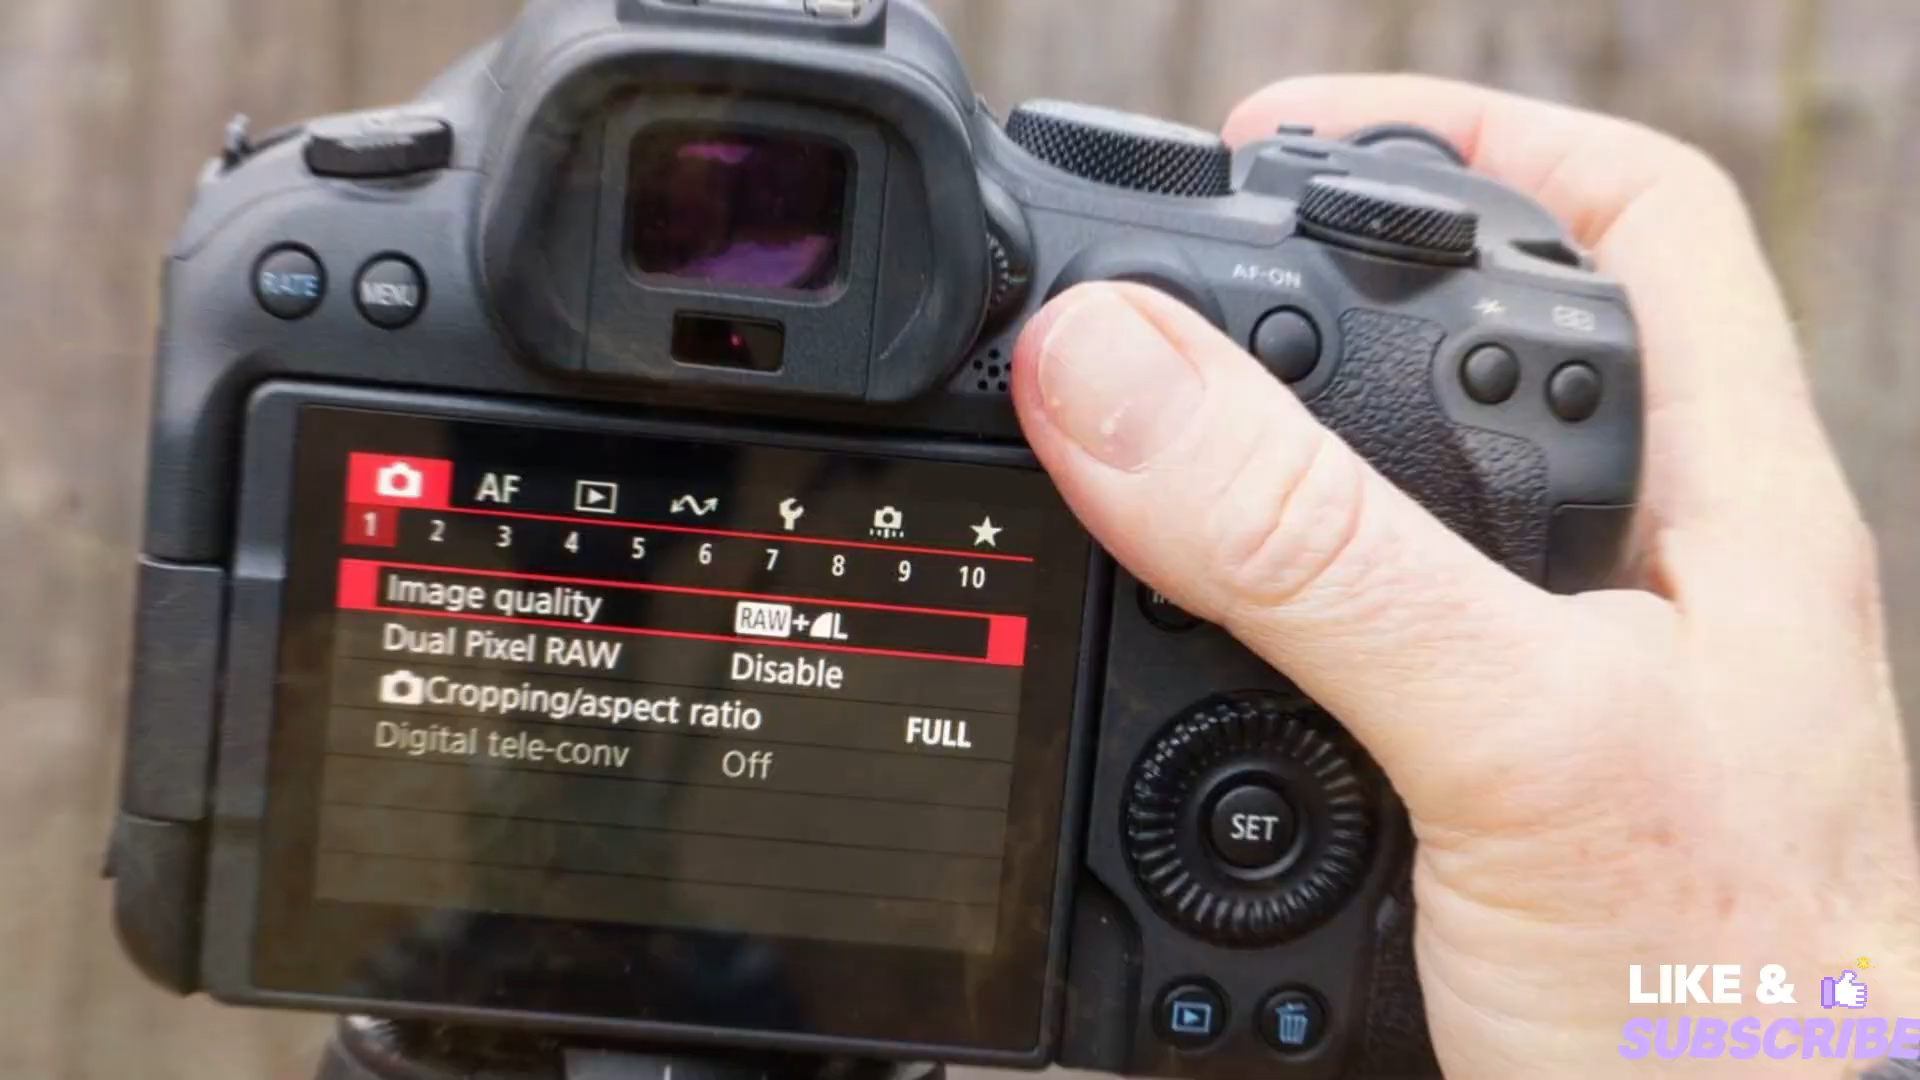 RATE
MENU
AF-ON
AF
1 2 3 4 5 6 7 8 9 10
Image quality RAW+L
Dual Pixel RAW Disable
Cropping/aspect ratio FULL
Digital tele-conv Off
SET
LIKE &
SUBSCRIBE